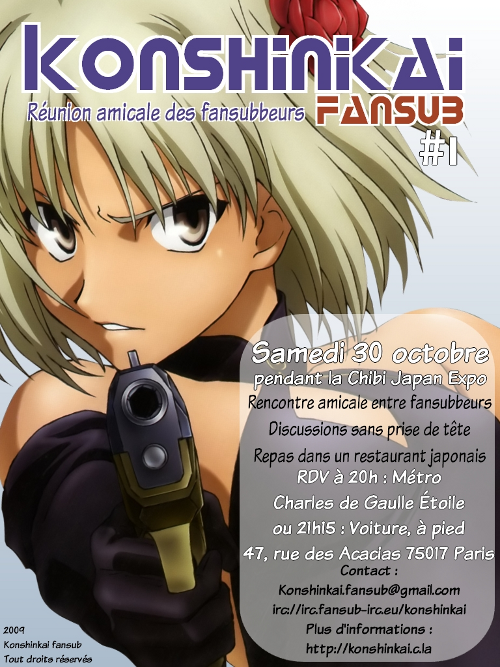 Konshinkai
Réunion amicale des fansubbeurs FANSUB
#1
Samedi 30 octobre
pendant la Chibi Japan Expo
Rencontre amicale entre fansubbeurs
Discussions sans prise de tête
Repas dans un restaurant japonais
RDV à 20h : Métro
Charles de Gaulle Étoile
ou 21h15 : Voiture, à pied
47, rue des Acacias 75017 Paris
Contact :
Konshinkai.fansub@gmail.com
irc://irc.fansub-irc.eu/konshinkai
Plus d'informations :
http://konshinkai.c.la
2009
Konshinkai fansub
Tout droits réservés